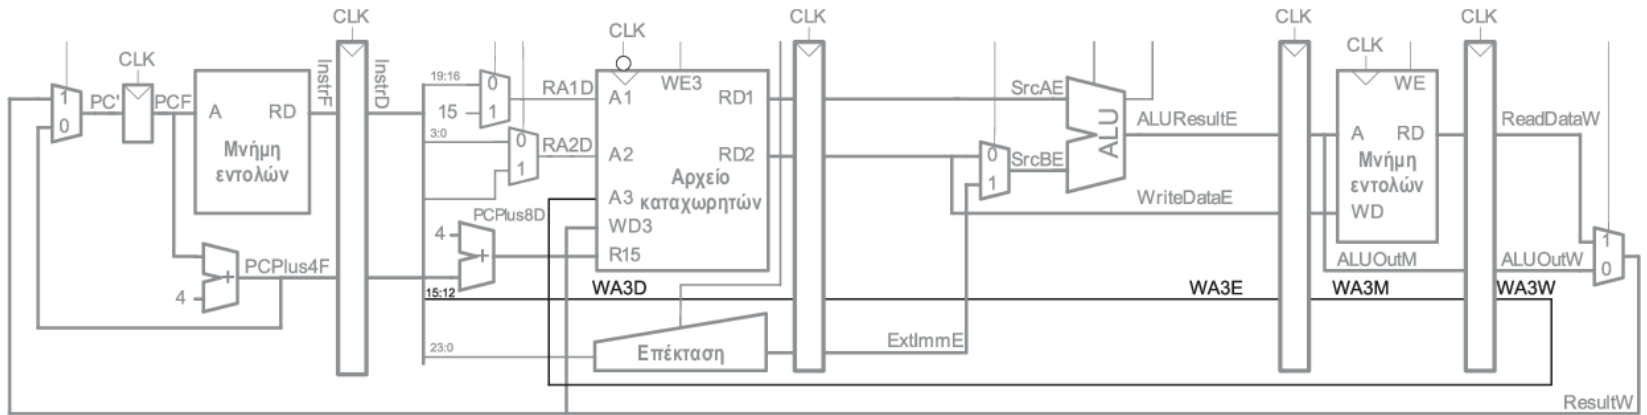 CLK
CLK
CLK
CLK
CLK
CLK
CLK
1
0
PC'
PCF
A
RD
Μνήμη
εντολών
InstrF
InstrD
PCPlus4F
4
+
19:16
15
3:0
0
1
RA1D
0
1
RA2D
A1
A2
A3
WD3
R15
WE3
RD1
RD2
Αρχείο
καταχωρητών
PCPlus8D
4
+
15:12
WA3D
23:0
Επέκταση
ExtImmE
0
1
SrcAE
SrcBE
ALU
ALUResultE
WriteDataE
WA3E
WE
A
RD
Μνήμη
εντολών
WD
ALUOutM
WA3M
ReadDataW
ALUOutW
WA3W
1
0
ResultW